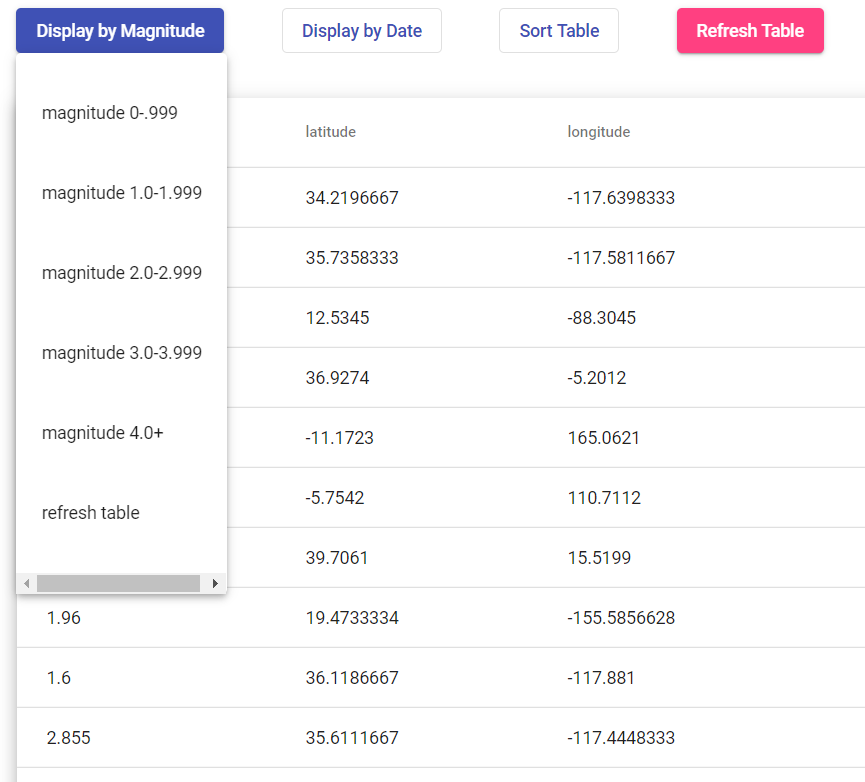 Display by Magnitude Display by Date Sort Table Refresh Table
magnitude 0-.999
magnitude 1.0-1.999
magnitude 2.0-2.999
magnitude 3.0-3.999
magnitude 4.0+
refresh table
latitude longitude
34.2196667 -117.6398333
35.7358333 -117.5811667
12.5345 -88.3045
36.9274 -5.2012
-11.1723 165.0621
-5.7542 110.7112
39.7061 15.5199
1.96 19.4733334 -155.5856628
1.6 36.1186667 -117.881
2.855 35.6111667 -117.4448333